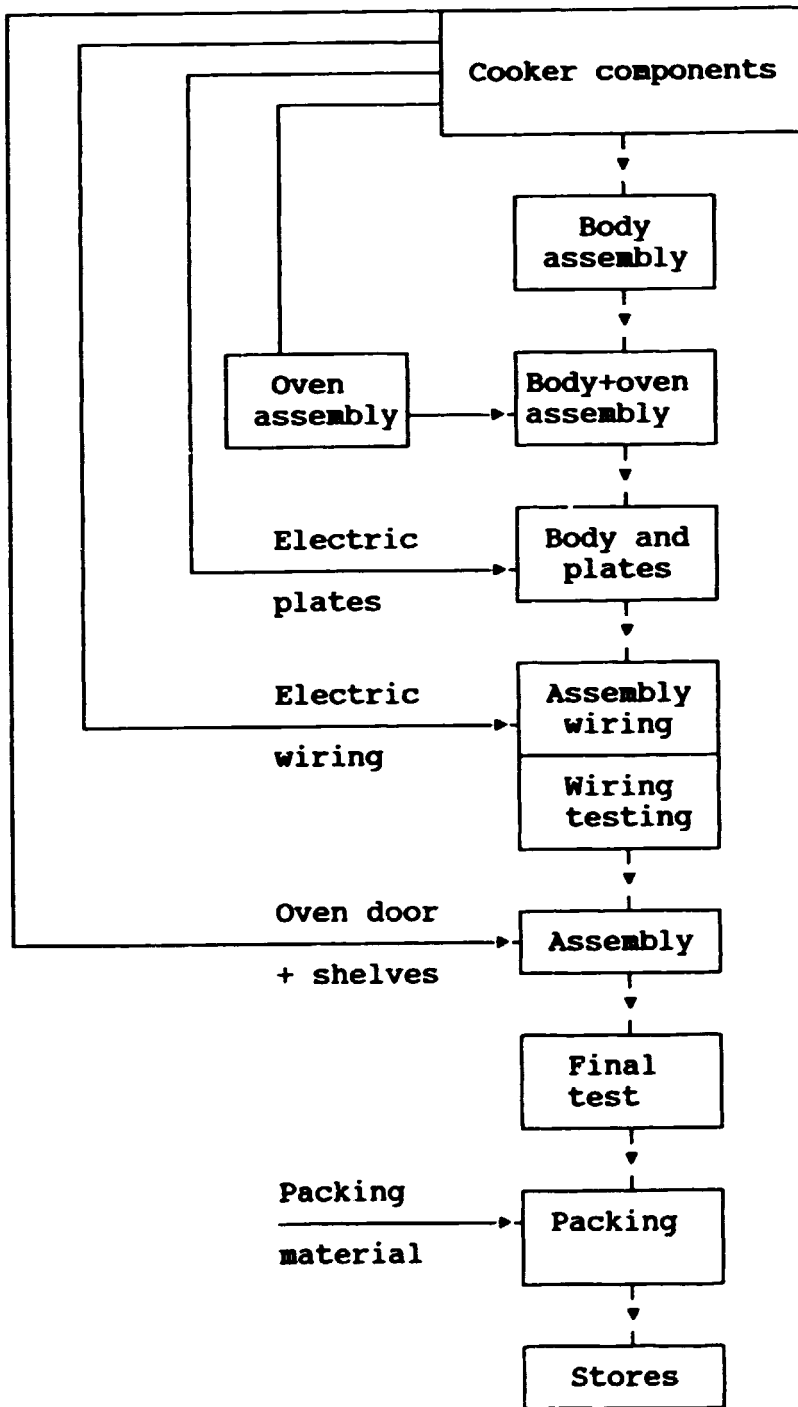 Cooker components
Body
assembly
Oven
assembly
Body+oven
assembly
Electric
plates
Body and
plates
Electric
wiring
Assembly
wiring
Wiring
testing
Oven door
+ shelves
Assembly
Final
test
Packing
material
Packing
Stores